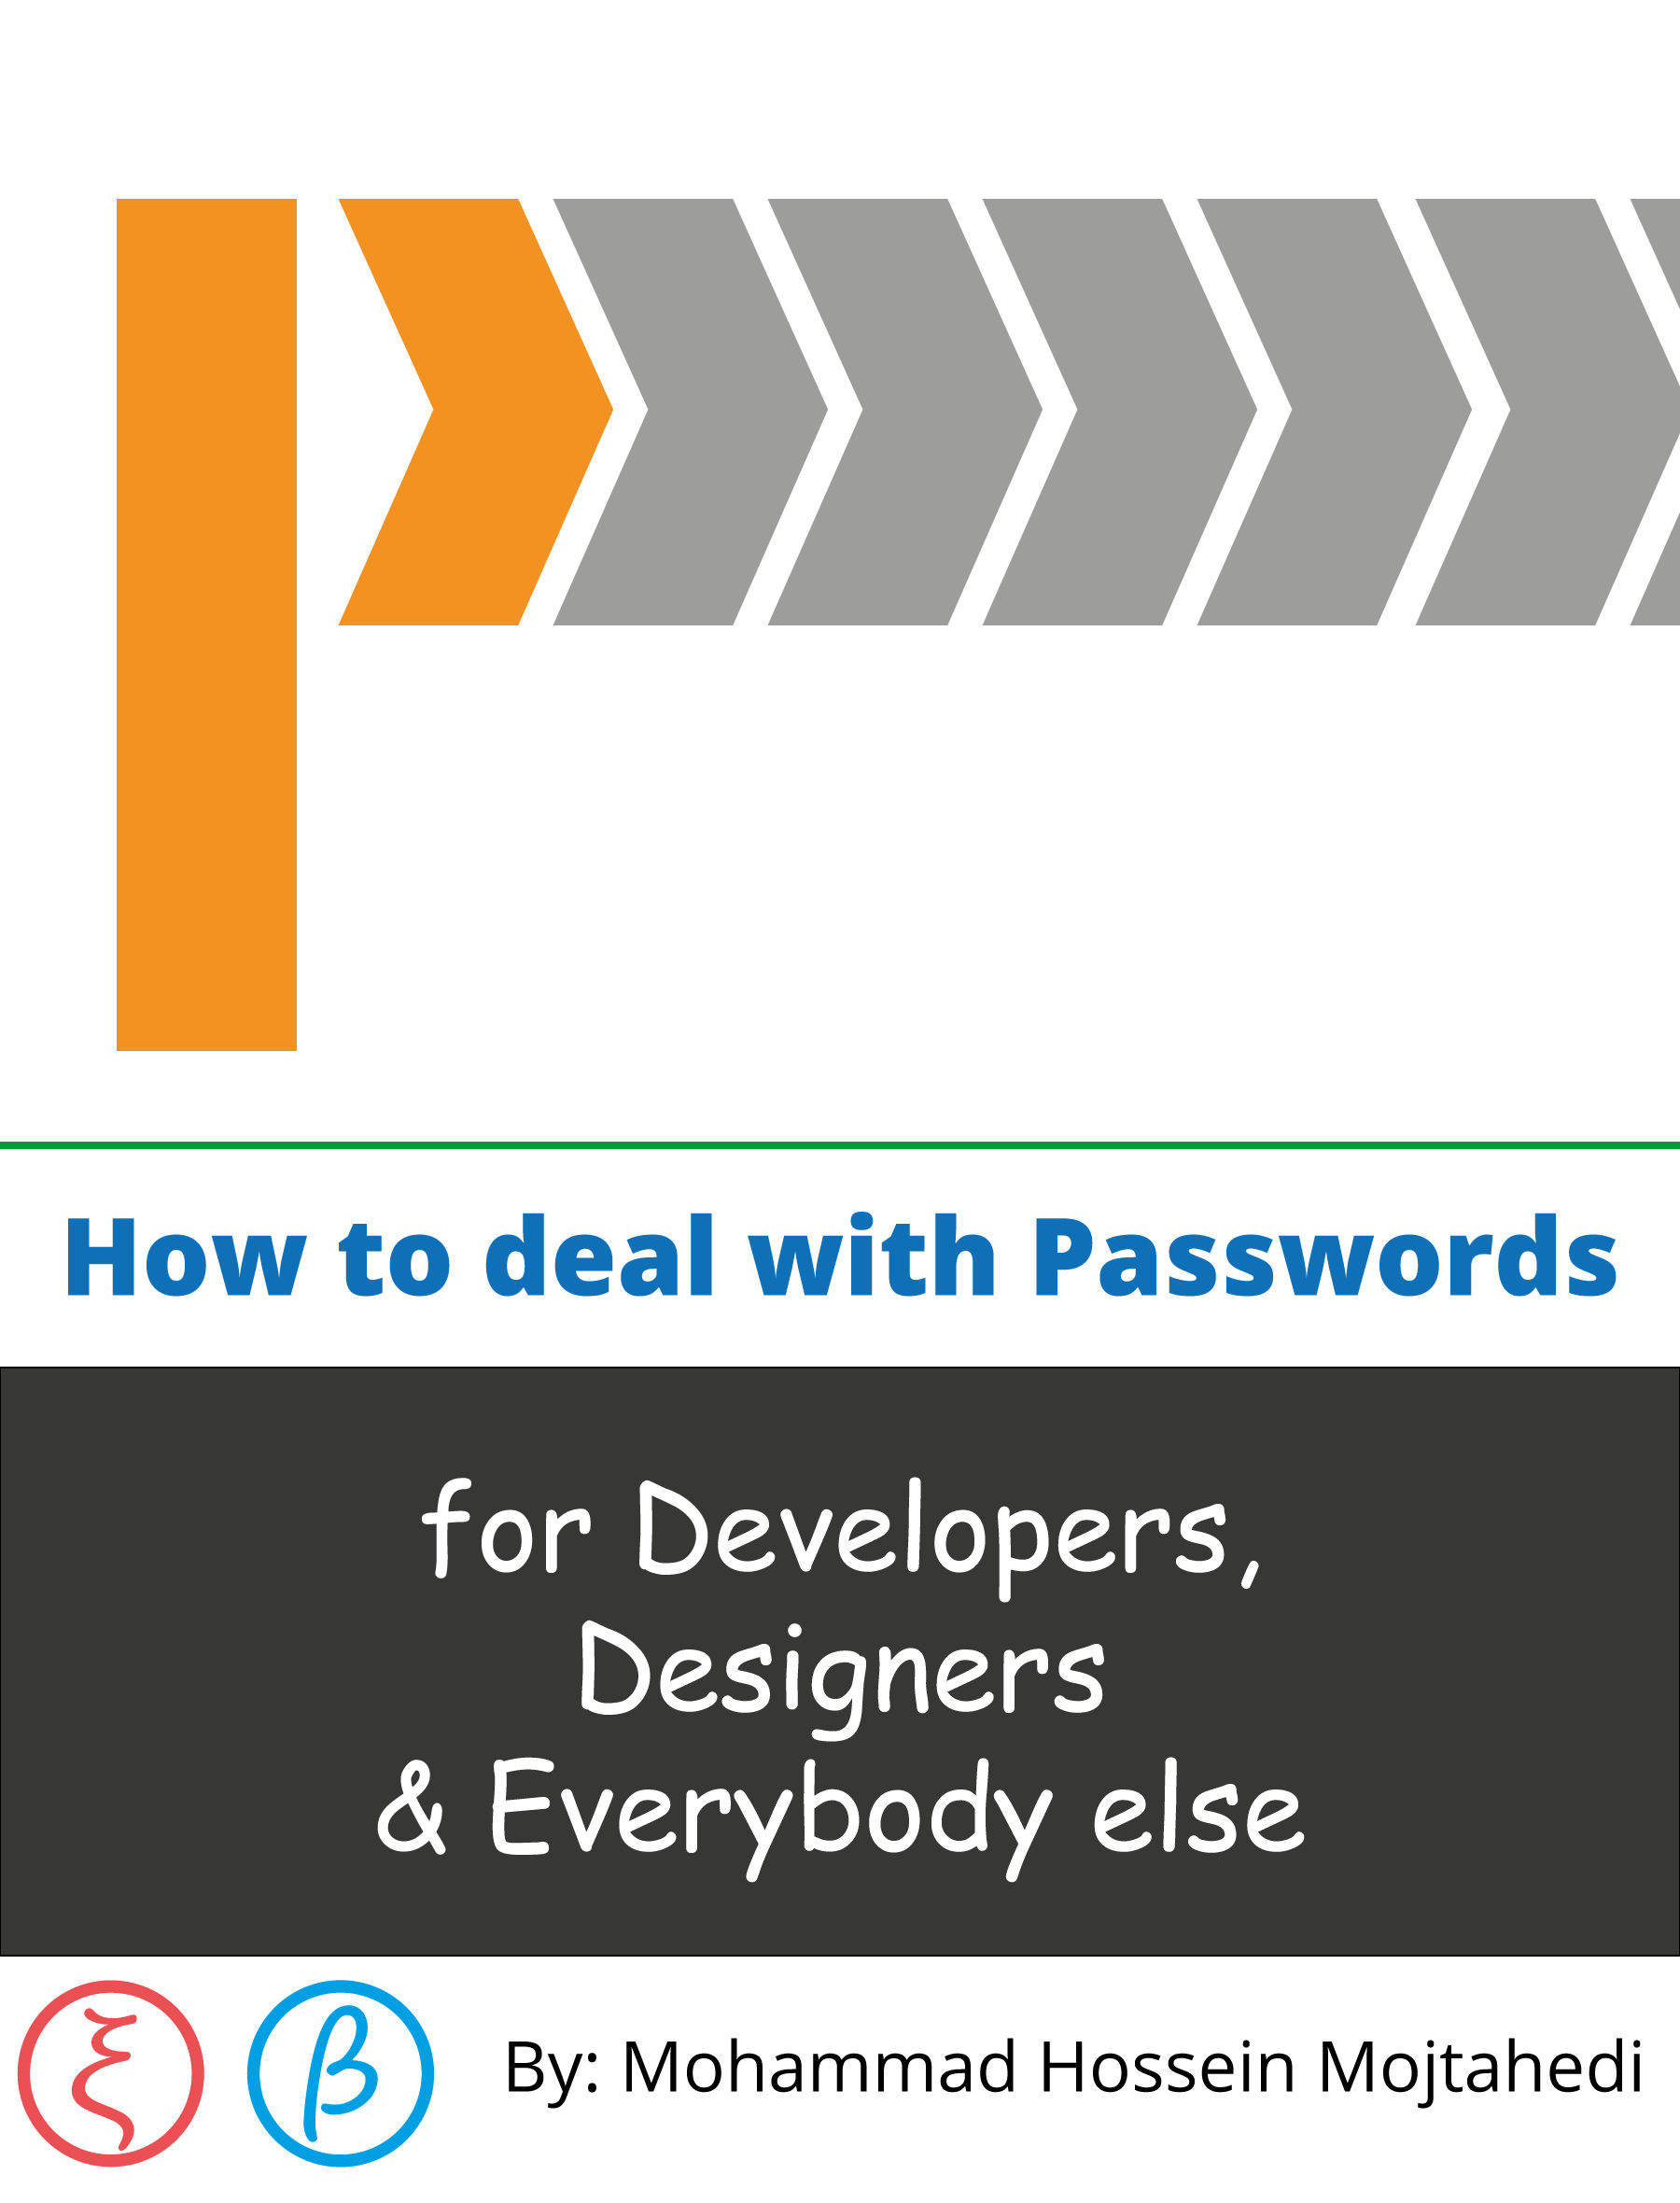 How to deal with Passwords
for Developers,
Designers
& Everybody else
ξ β By: Mohammad Hossein Mojtahedi